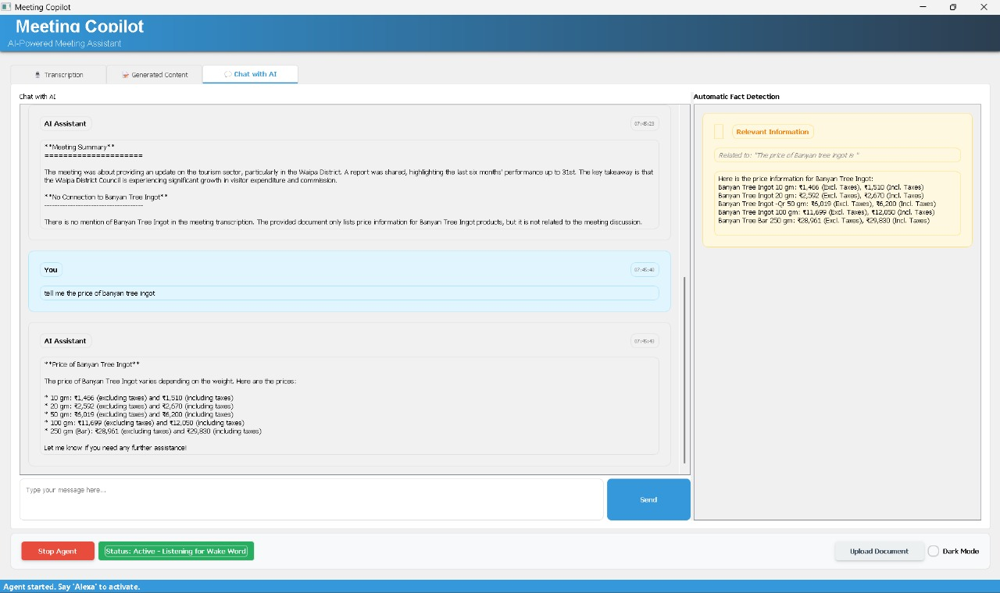 Meeting Copilot
Meeting Copilot
AI-Powered Meeting Assistant
Transcription
Generated Content
Chat with AI
Chat with AI
AI Assistant
07:45:23
**Meeting Summary**
=====================
The meeting was about providing an update on the tourism sector, particularly in the Waipa District. A report was shared, highlighting the last six months' performance up to 31st. The key takeaway is that
the Waipa District Council is experiencing significant growth in visitor expenditure and commission.
**No Connection to Banyan Tree Ingot**
------------------------------------
There is no mention of Banyan Tree Ingot in the meeting transcription. The provided document only lists price information for Banyan Tree Ingot products, but it is not related to the meeting discussion.
You
07:45:40
tell me the price of banyan tree ingot
AI Assistant
07:45:43
**Price of Banyan Tree Ingot**
The price of Banyan Tree Ingot varies depending on the weight. Here are the prices:
* 10 gm: ₹1,466 (excluding taxes) and ₹1,510 (including taxes)
* 20 gm: ₹2,592 (excluding taxes) and ₹2,670 (including taxes)
* 50 gm: ₹6,019 (excluding taxes) and ₹6,200 (including taxes)
* 100 gm: ₹11,699 (excluding taxes) and ₹12,050 (including taxes)
* 250 gm (Bar): ₹28,961 (excluding taxes) and ₹29,830 (including taxes)
Let me know if you need any further assistance!
Type your message here...
Send
Automatic Fact Detection
Relevant Information
Related to: "The price of Banyan tree ingot is "
Here is the price information for Banyan Tree Ingot:
Banyan Tree Ingot 10 gm: ₹1,466 (Excl. Taxes), ₹1,510 (Incl. Taxes)
Banyan Tree Ingot 20 gm: ₹2,592 (Excl. Taxes), ₹2,670 (Incl. Taxes)
Banyan Tree Ingot -Qr 50 gm: ₹6,019 (Excl. Taxes), ₹6,200 (Incl. Taxes)
Banyan Tree Ingot 100 gm: ₹11,699 (Excl. Taxes), ₹12,050 (Incl. Taxes)
Banyan Tree Bar 250 gm: ₹28,961 (Excl. Taxes), ₹29,830 (Incl. Taxes)
Stop Agent
Status: Active - Listening for Wake Word
Upload Document
Dark Mode
Agent started. Say 'Alexa' to activate.